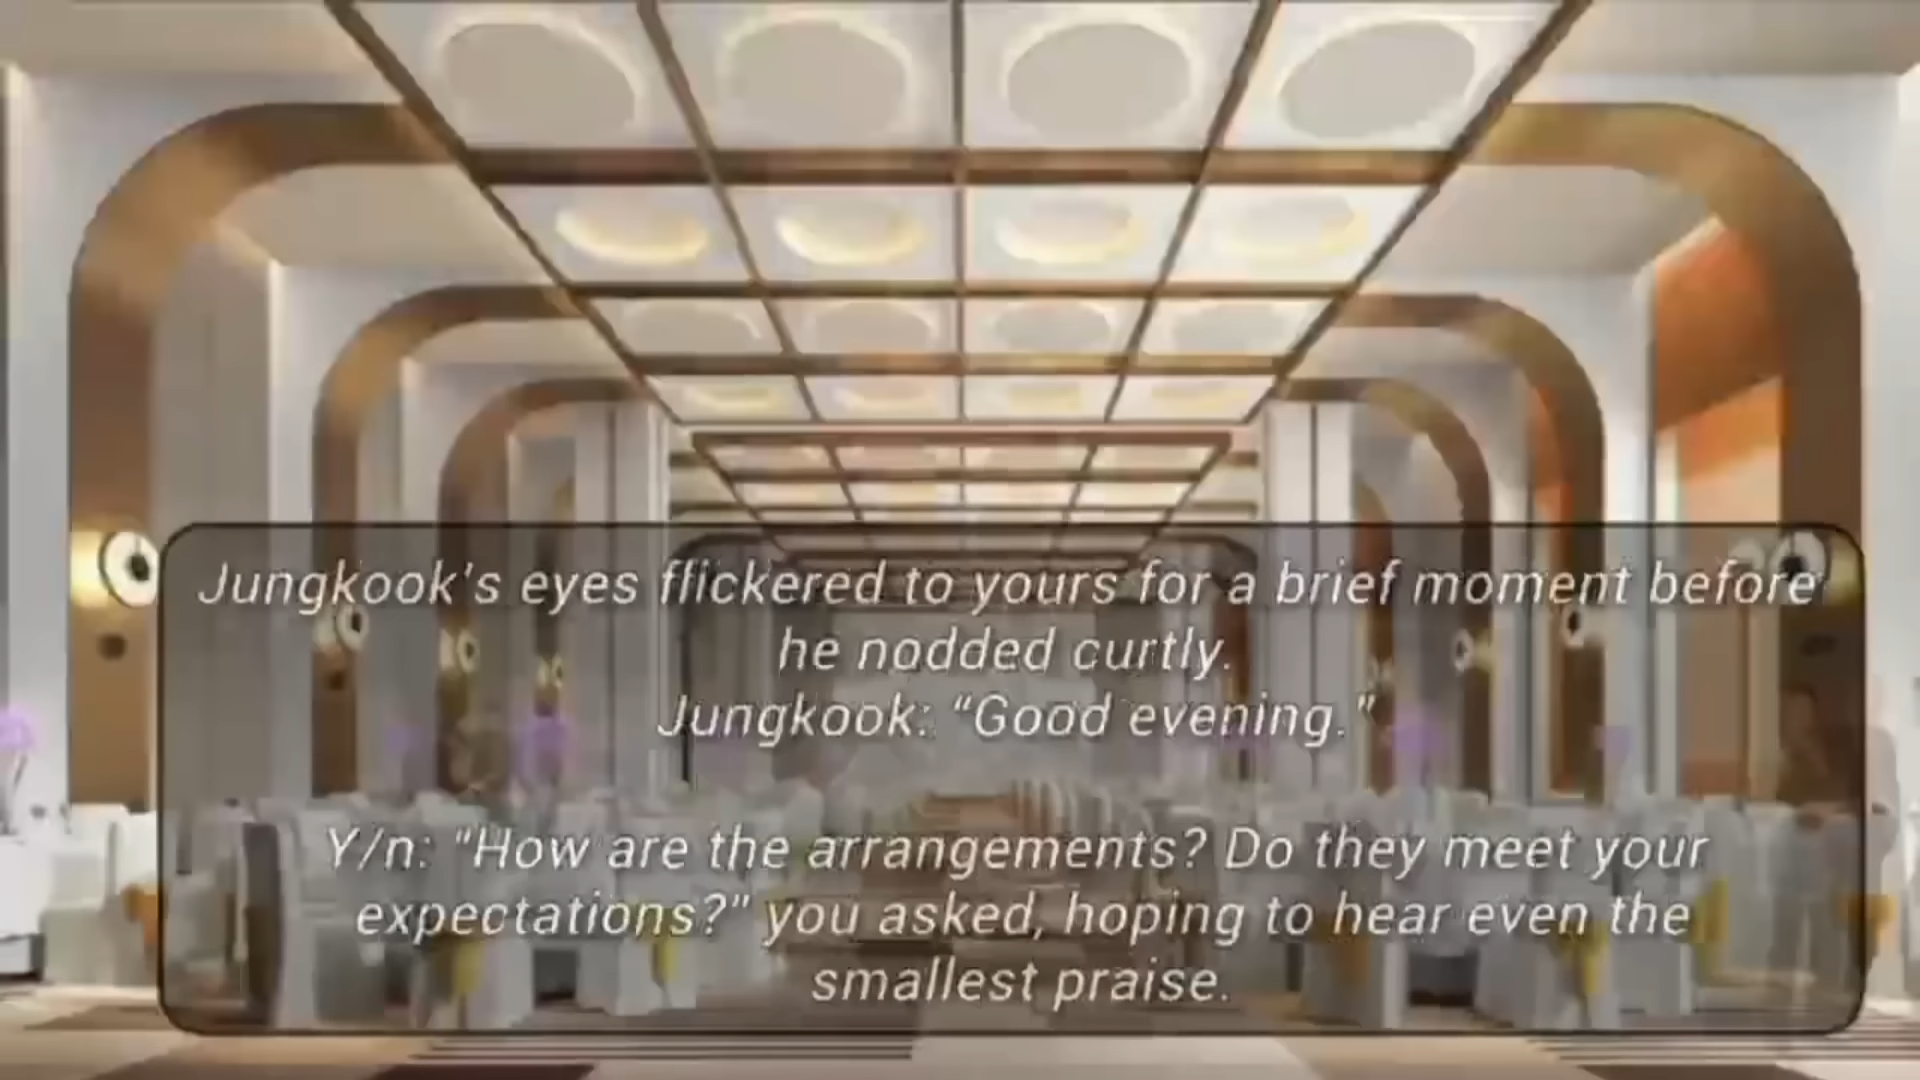 Jungkook's eyes flickered to yours for a brief moment before
he nodded curtly.
Jungkook: “Good evening.”
Y/n: “How are the arrangements? Do they meet your
expectations?” you asked, hoping to hear even the
smallest praise.